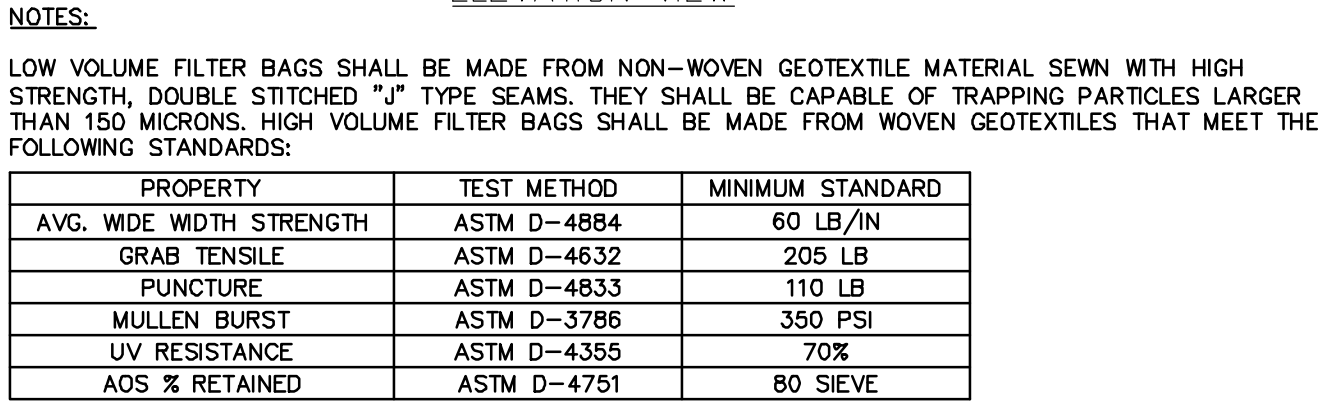 NOTES:
LOW VOLUME FILTER BAGS SHALL BE MADE FROM NON-WOVEN GEOTEXTILE MATERIAL SEWN WITH HIGH
STRENGTH, DOUBLE STITCHED "J" TYPE SEAMS. THEY SHALL BE CAPABLE OF TRAPPING PARTICLES LARGER
THAN 150 MICRONS. HIGH VOLUME FILTER BAGS SHALL BE MADE FROM WOVEN GEOTEXTILES THAT MEET THE
FOLLOWING STANDARDS:
PROPERTY TEST METHOD MINIMUM STANDARD
AVG. WIDE WIDTH STRENGTH ASTM D-4884 60 LB/IN
GRAB TENSILE ASTM D-4632 205 LB
PUNCTURE ASTM D-4833 110 LB
MULLEN BURST ASTM D-3786 350 PSI
UV RESISTANCE ASTM D-4355 70%
AOS % RETAINED ASTM D-4751 80 SIEVE